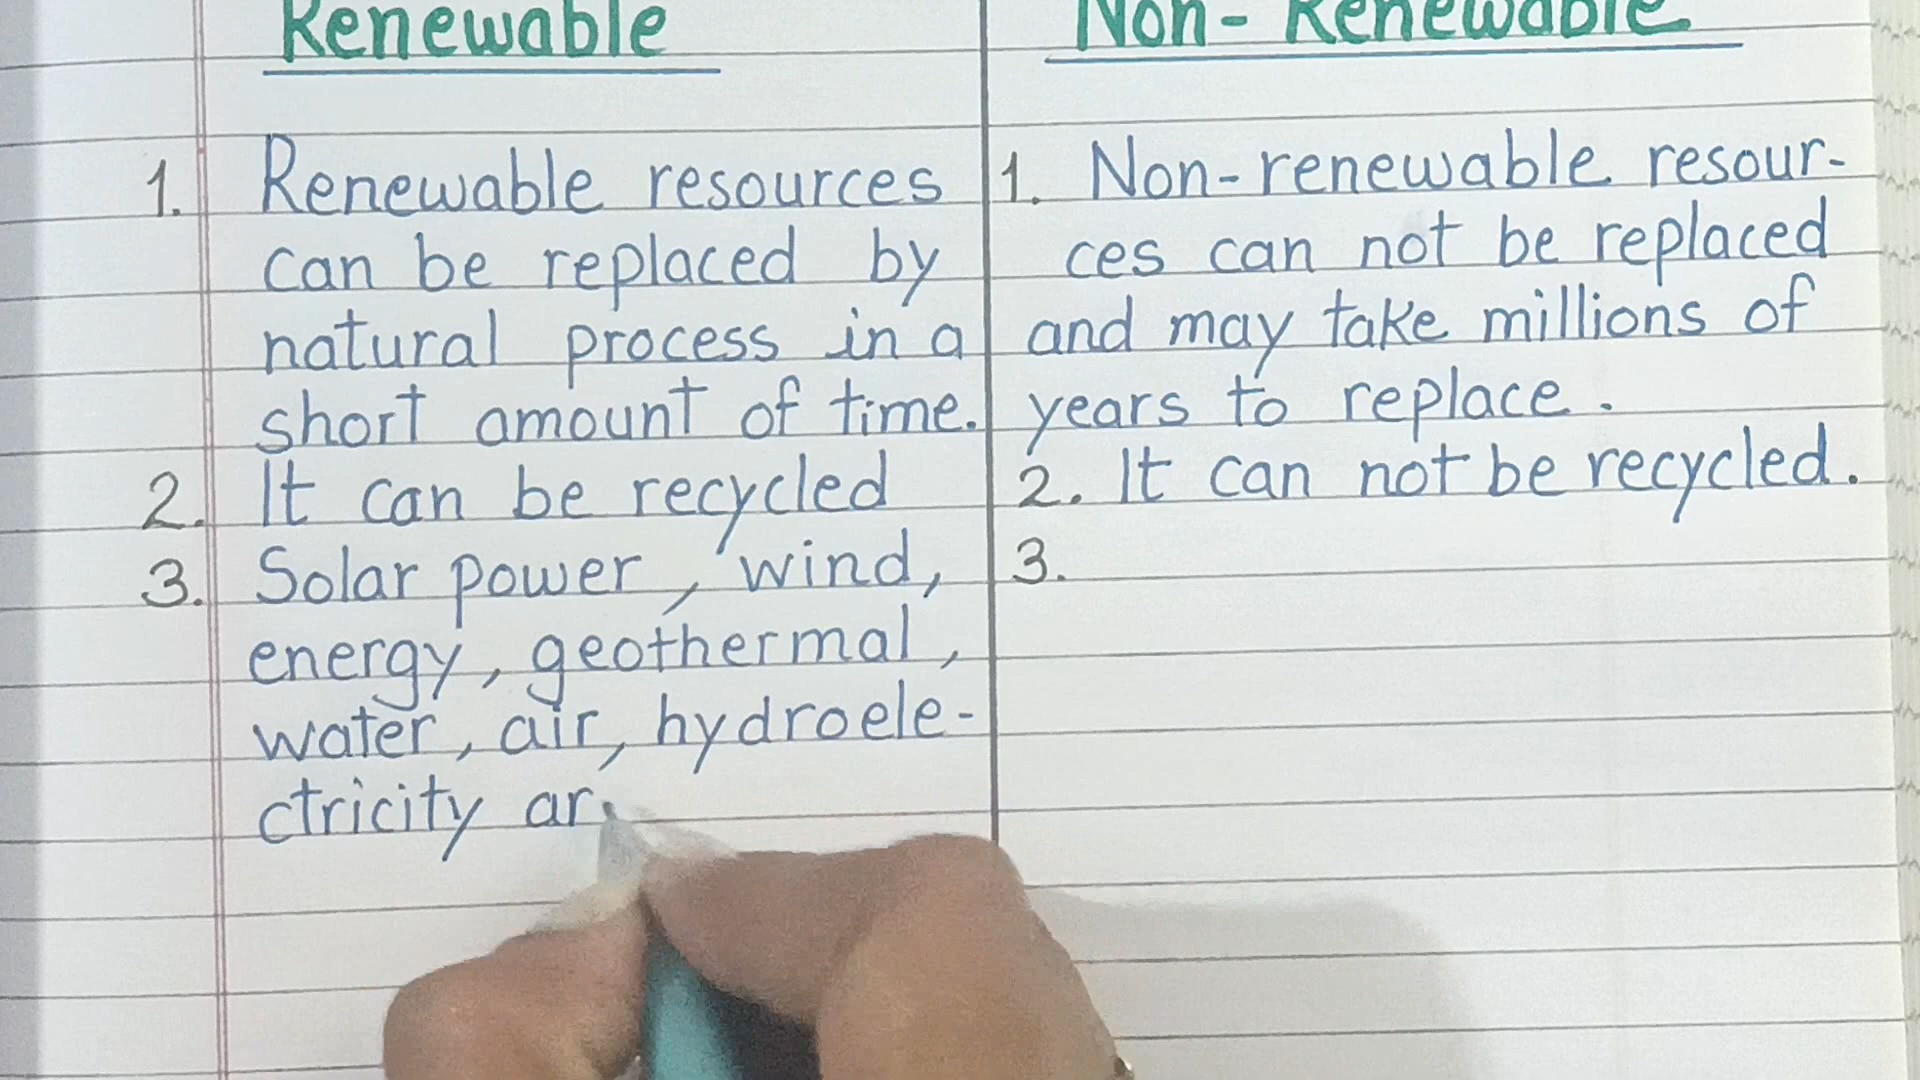 Renewable
1. Renewable resources
can be replaced by
natural process in a
short amount of time.
2. It can be recycled
3. Solar power, wind,
energy, geothermal,
water, air, hydroele-
ctricity ar
Non-Renewable
1. Non-renewable resour-
ces can not be replaced
and may take millions of
years to replace.
2. It can not be recycled.
3.